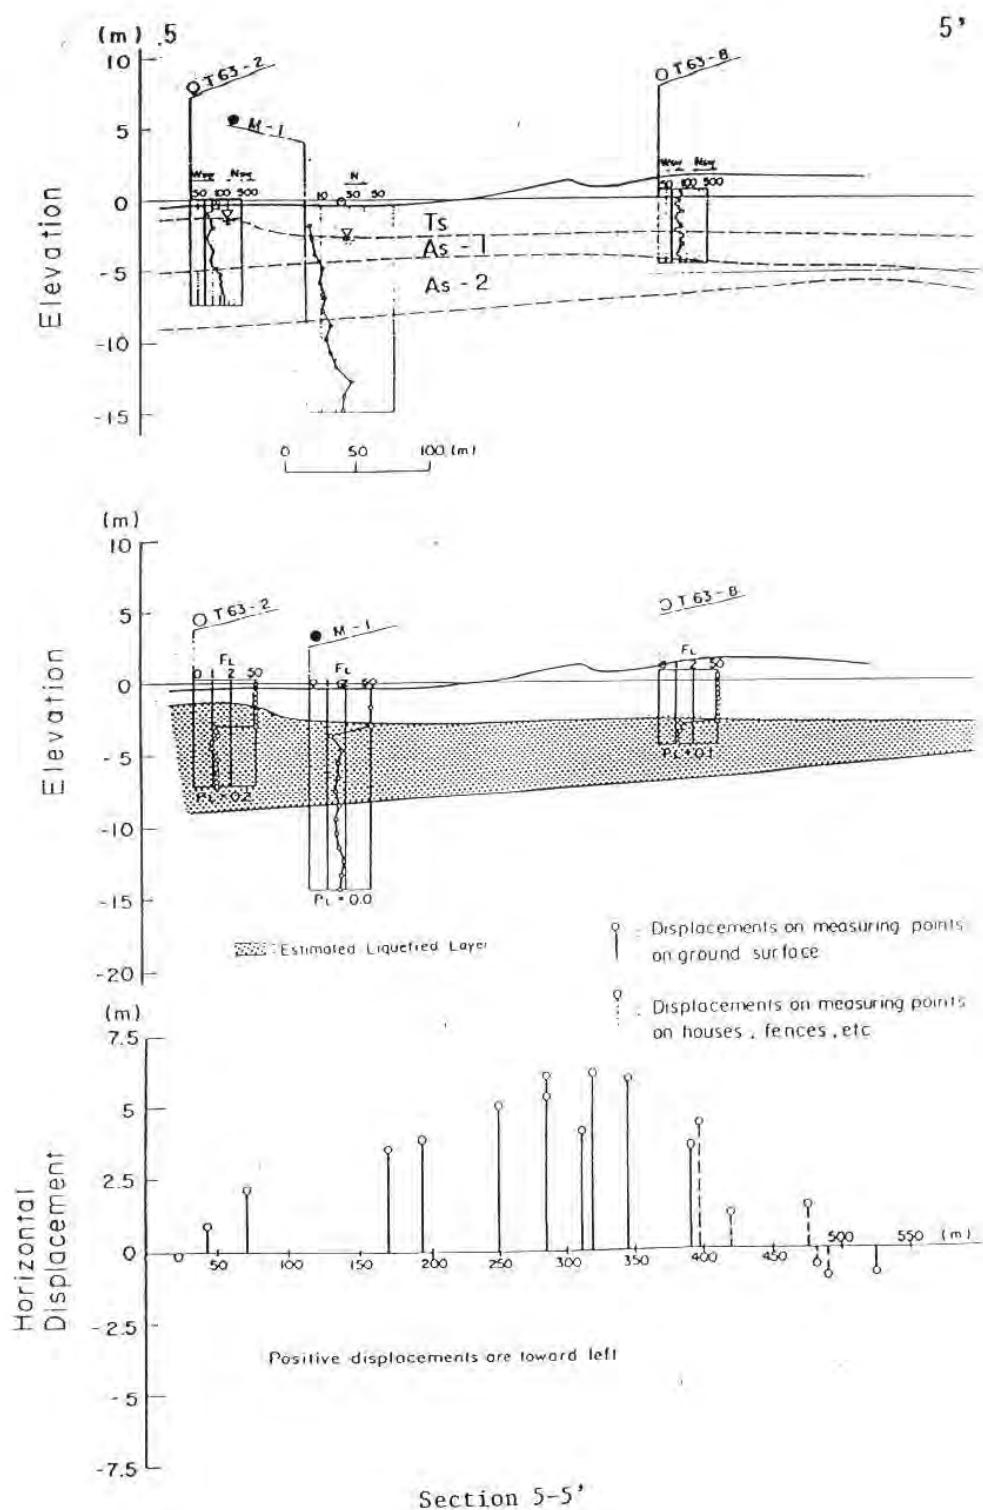 (m) .5 5'
10
T63-2 T63-8
5
M-1
Wsw Nsw N Wsw Nsw
50 100 500 10 30 50 50 100 500
0
Ts
As-1
-5
As-2
-10
-15
Elevation
0 50 100 (m)
(m)
10
T63-2 T63-8
5
M-1
FL FL FL
0 1 2 50 0 50 0 1 2 50
0
-5
PL=0.2 PL=0.1
-10
PL=0.0
-15
-20
Elevation
: Estimated Liquefied Layer
: Displacements on measuring points
on ground surface
: Displacements on measuring points
on houses, fences, etc
(m)
7.5
5
2.5
0
50 100 150 200 250 300 350 400 450 500 550 (m)
-2.5
-5
-7.5
Horizontal
Displacement
Positive displacements are toward left
Section 5-5'